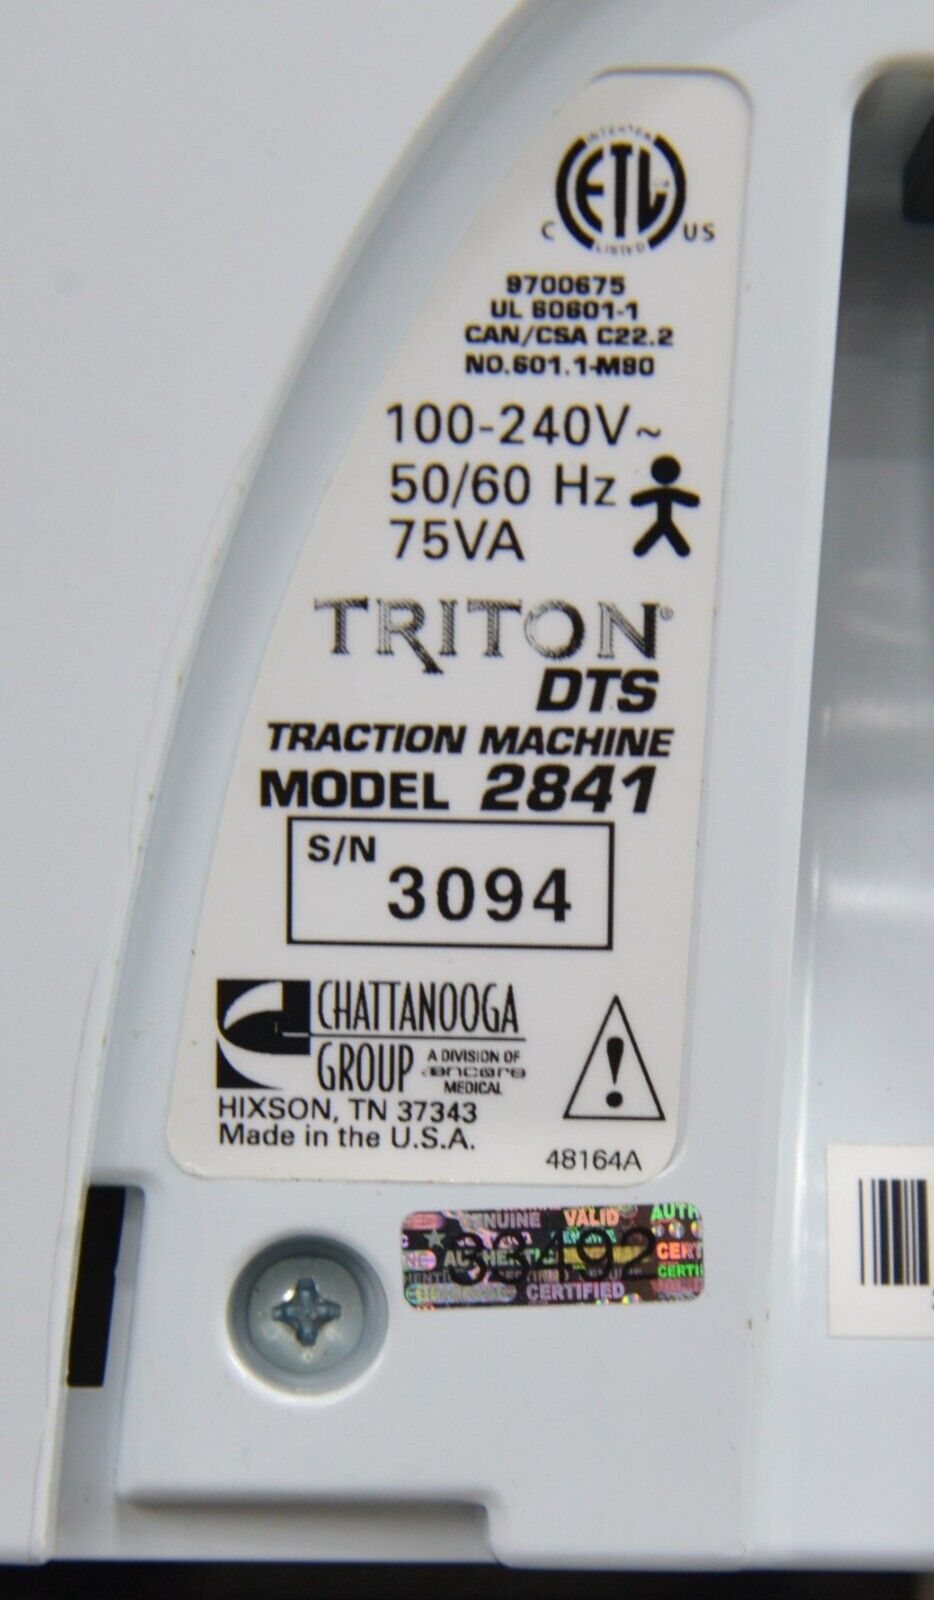 INTERTEK
ETL
C US
LISTED
9700675
UL 60601-1
CAN/CSA C22.2
NO.601.1-M90
100-240V~
50/60 Hz
75VA
TRITON®
DTS
TRACTION MACHINE
MODEL 2841
S/N
3094
CHATTANOOGA
GROUP
A DIVISION OF
encore
MEDICAL
HIXSON, TN 37343
Made in the U.S.A.
48164A
GENUINE VALID AUTH
CERT
33492
CERTIFIED